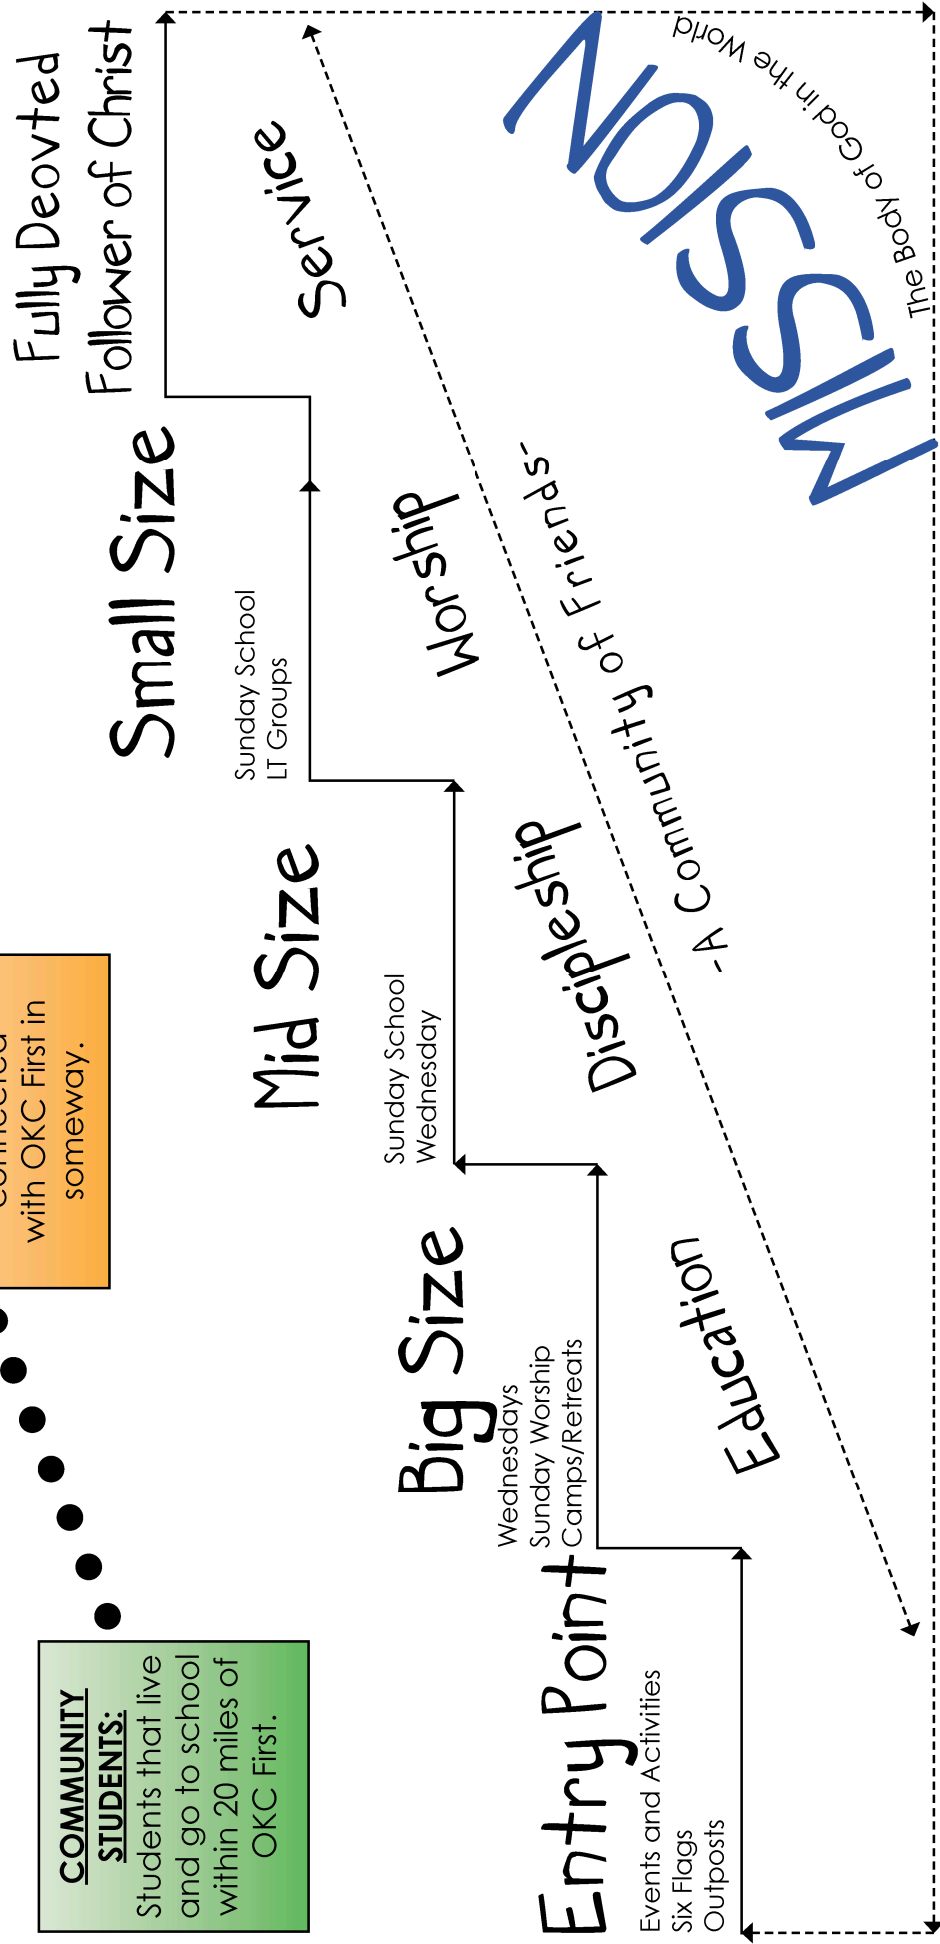 COMMUNITY
STUDENTS:
Students that live
and go to school
within 20 miles of
OKC First.
with OKC First in
someway.
Entry Point
Events and Activities
Six Flags
Outposts
Big Size
Wednesdays
Sunday Worship
Camps/Retreats
Mid Size
Sunday School
Wednesday
Small Size
Sunday School
LT Groups
Fully Deovted
Follower of Christ
Education
Discipleship
Worship
Service
-A Community of Friends-
MISSION
The Body of God in the World